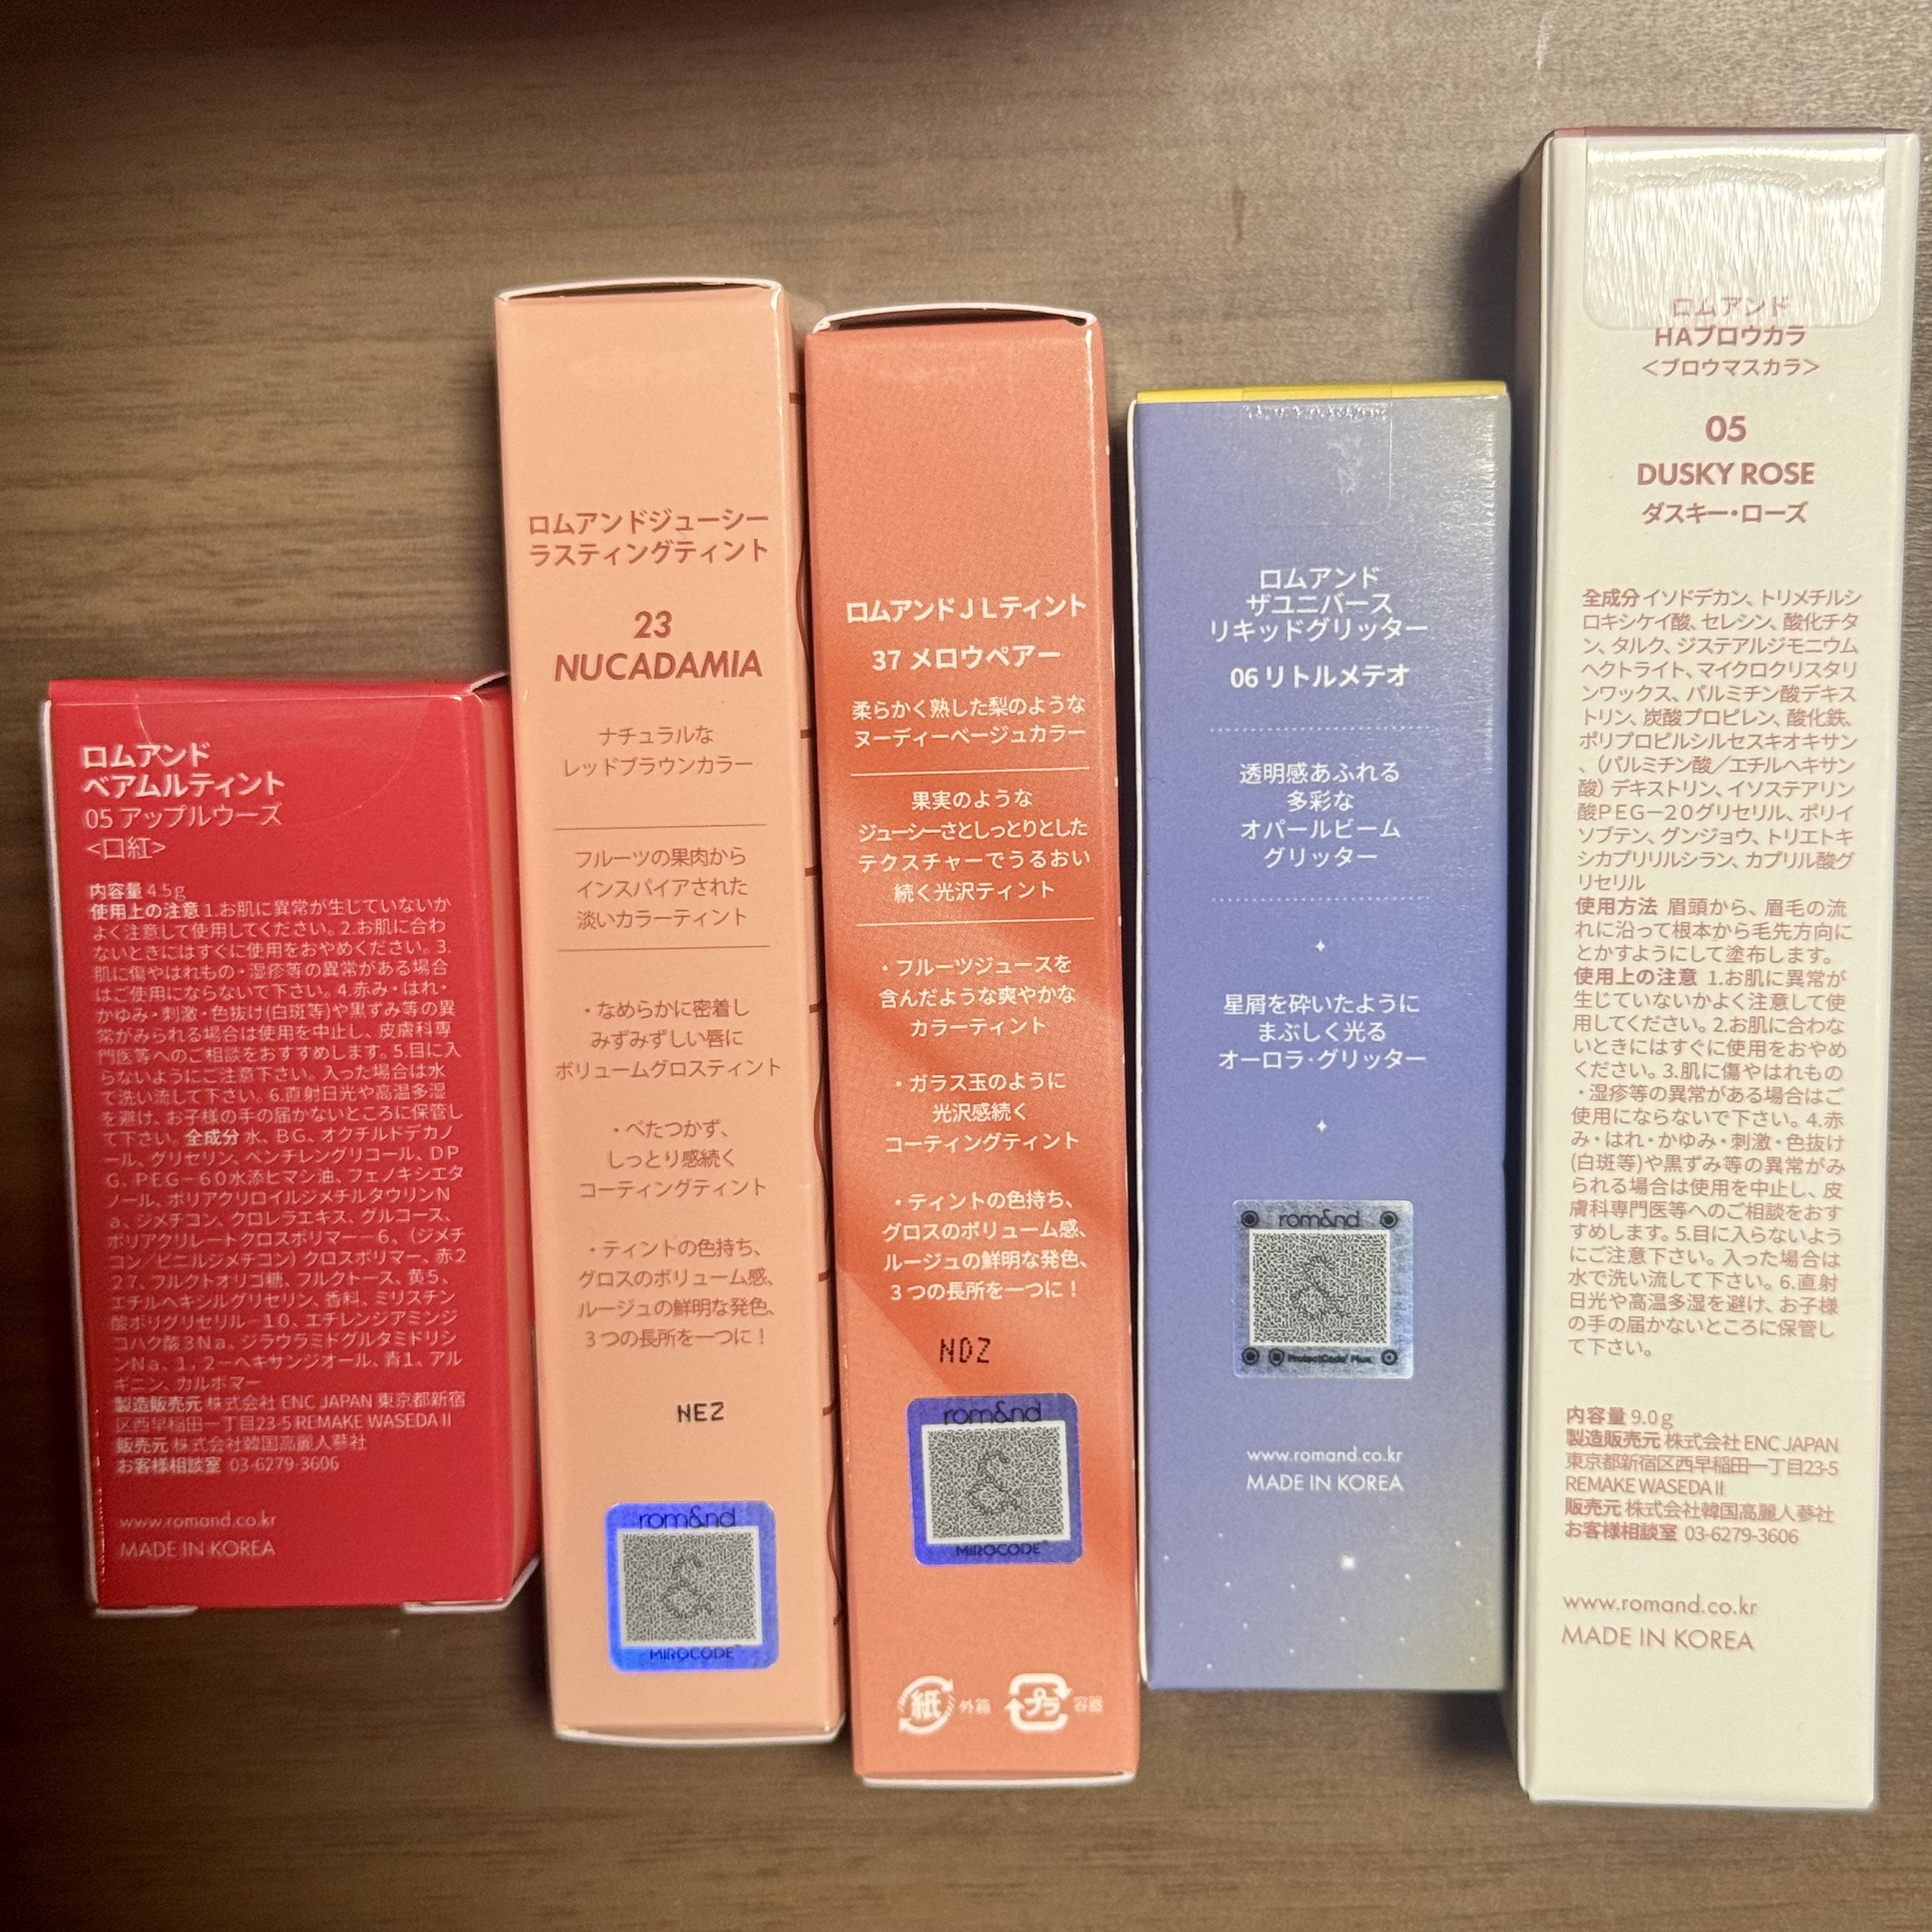 ロムアンド
ベアムルティント
05 アップルウーズ
<口紅>
内容量 4.5g
使用上の注意 1.お肌に異常が生じていないか
よく注意して使用してください。2.お肌に合わ
ないときにはすぐに使用をおやめください。3.
肌に傷やはれもの・湿疹等の異常がある場合
はご使用にならないで下さい。4.赤み・はれ・
かゆみ・刺激・色抜け(白斑等)や黒ずみ等の異
常がみられる場合は使用を中止し、皮膚科専
門医等へのご相談をおすすめします。5.目に入
らないようにご注意下さい。入った場合は水
で洗い流して下さい。6.直射日光や高温多湿
を避け、お子様の手の届かないところに保管し
て下さい。全成分 水、BG、オクチルドデカノ
ール、グリセリン、ペンチレングリコール、DP
G、PEG－60水添ヒマシ油、フェノキシエタ
ノール、ポリアクリロイルジメチルタウリンN
a、ジメチコン、クロレラエキス、グルコース、
ポリアクリレートクロスポリマー－6、(ジメチ
コン／ビニルジメチコン) クロスポリマー、赤2
27、フルクトオリゴ糖、フルクトース、黄5、
エチルヘキシルグリセリン、香料、ミリスチン
酸ポリグリセリル－10、エチレンジアミンジ
コハク酸3Na、ジラウラミドグルタミドリシ
ンNa、1，2－ヘキサンジオール、青1、アル
ギニン、カルボマー
製造販売元 株式会社 ENC JAPAN 東京都新宿
区西早稲田一丁目23-5 REMAKE WASEDA II
販売元 株式会社韓国高麗人蔘社
お客様相談室 03-6279-3606
www.romand.co.kr
MADE IN KOREA
ロムアンドジューシー
ラスティングティント
23
NUCADAMIA
ナチュラルな
レッドブラウンカラー
フルーツの果肉から
インスパイアされた
淡いカラーティント
・なめらかに密着し
みずみずしい唇に
ボリュームグロスティント
・べたつかず、
しっとり感続く
コーティングティント
・ティントの色持ち、
グロスのボリューム感、
ルージュの鮮明な発色、
3つの長所を一つに！
NEZ
rom&nd
MIROCODE
ロムアンドＪＬティント
37 メロウペアー
柔らかく熟した梨のような
ヌーディーベージュカラー
果実のような
ジューシーさとしっとりとした
テクスチャーでうるおい
続く光沢ティント
・フルーツジュースを
含んだような爽やかな
カラーティント
・ガラス玉のように
光沢感続く
コーティングティント
・ティントの色持ち、
グロスのボリューム感、
ルージュの鮮明な発色、
3つの長所を一つに！
NDZ
rom&nd
MIROCODE
紙 外箱 プラ 容器
ロムアンド
ザユニバース
リキッドグリッター
06 リトルメテオ
透明感あふれる
多彩な
オパールビーム
グリッター
星屑を砕いたように
まぶしく光る
オーロラ・グリッター
rom&nd
ProtectCode Plus
www.romand.co.kr
MADE IN KOREA
ロムアンド
HAブロウカラ
<ブロウマスカラ>
05
DUSKY ROSE
ダスキー・ローズ
全成分 イソドデカン、トリメチルシ
ロキシケイ酸、セレシン、酸化チタ
ン、タルク、ジステアルジモニウム
ヘクトライト、マイクロクリスタリ
ンワックス、パルミチン酸デキス
トリン、炭酸プロピレン、酸化鉄、
ポリプロピルシルセスキオキサン
、(パルミチン酸／エチルヘキサン
酸) デキストリン、イソステアリン
酸PEG－20グリセリル、ポリイ
ソブテン、グンジョウ、トリエトキ
シカプリリルシラン、カプリル酸グ
リセリル
使用方法 眉頭から、眉毛の流
れに沿って根本から毛先方向に
とかすようにして塗布します。
使用上の注意 1.お肌に異常が
生じていないかよく注意して使
用してください。2.お肌に合わな
いときにはすぐに使用をおやめ
ください。3.肌に傷やはれもの
・湿疹等の異常がある場合はご
使用にならないで下さい。4.赤
み・はれ・かゆみ・刺激・色抜け
(白斑等)や黒ずみ等の異常がみ
られる場合は使用を中止し、皮
膚科専門医等へのご相談をおす
すめします。5.目に入らないよう
にご注意下さい。入った場合は
水で洗い流して下さい。6.直射
日光や高温多湿を避け、お子様
の手の届かないところに保管し
て下さい。
内容量 9.0g
製造販売元 株式会社 ENC JAPAN
東京都新宿区西早稲田一丁目23-5
REMAKE WASEDA II
販売元 株式会社韓国高麗人蔘社
お客様相談室 03-6279-3606
www.romand.co.kr
MADE IN KOREA